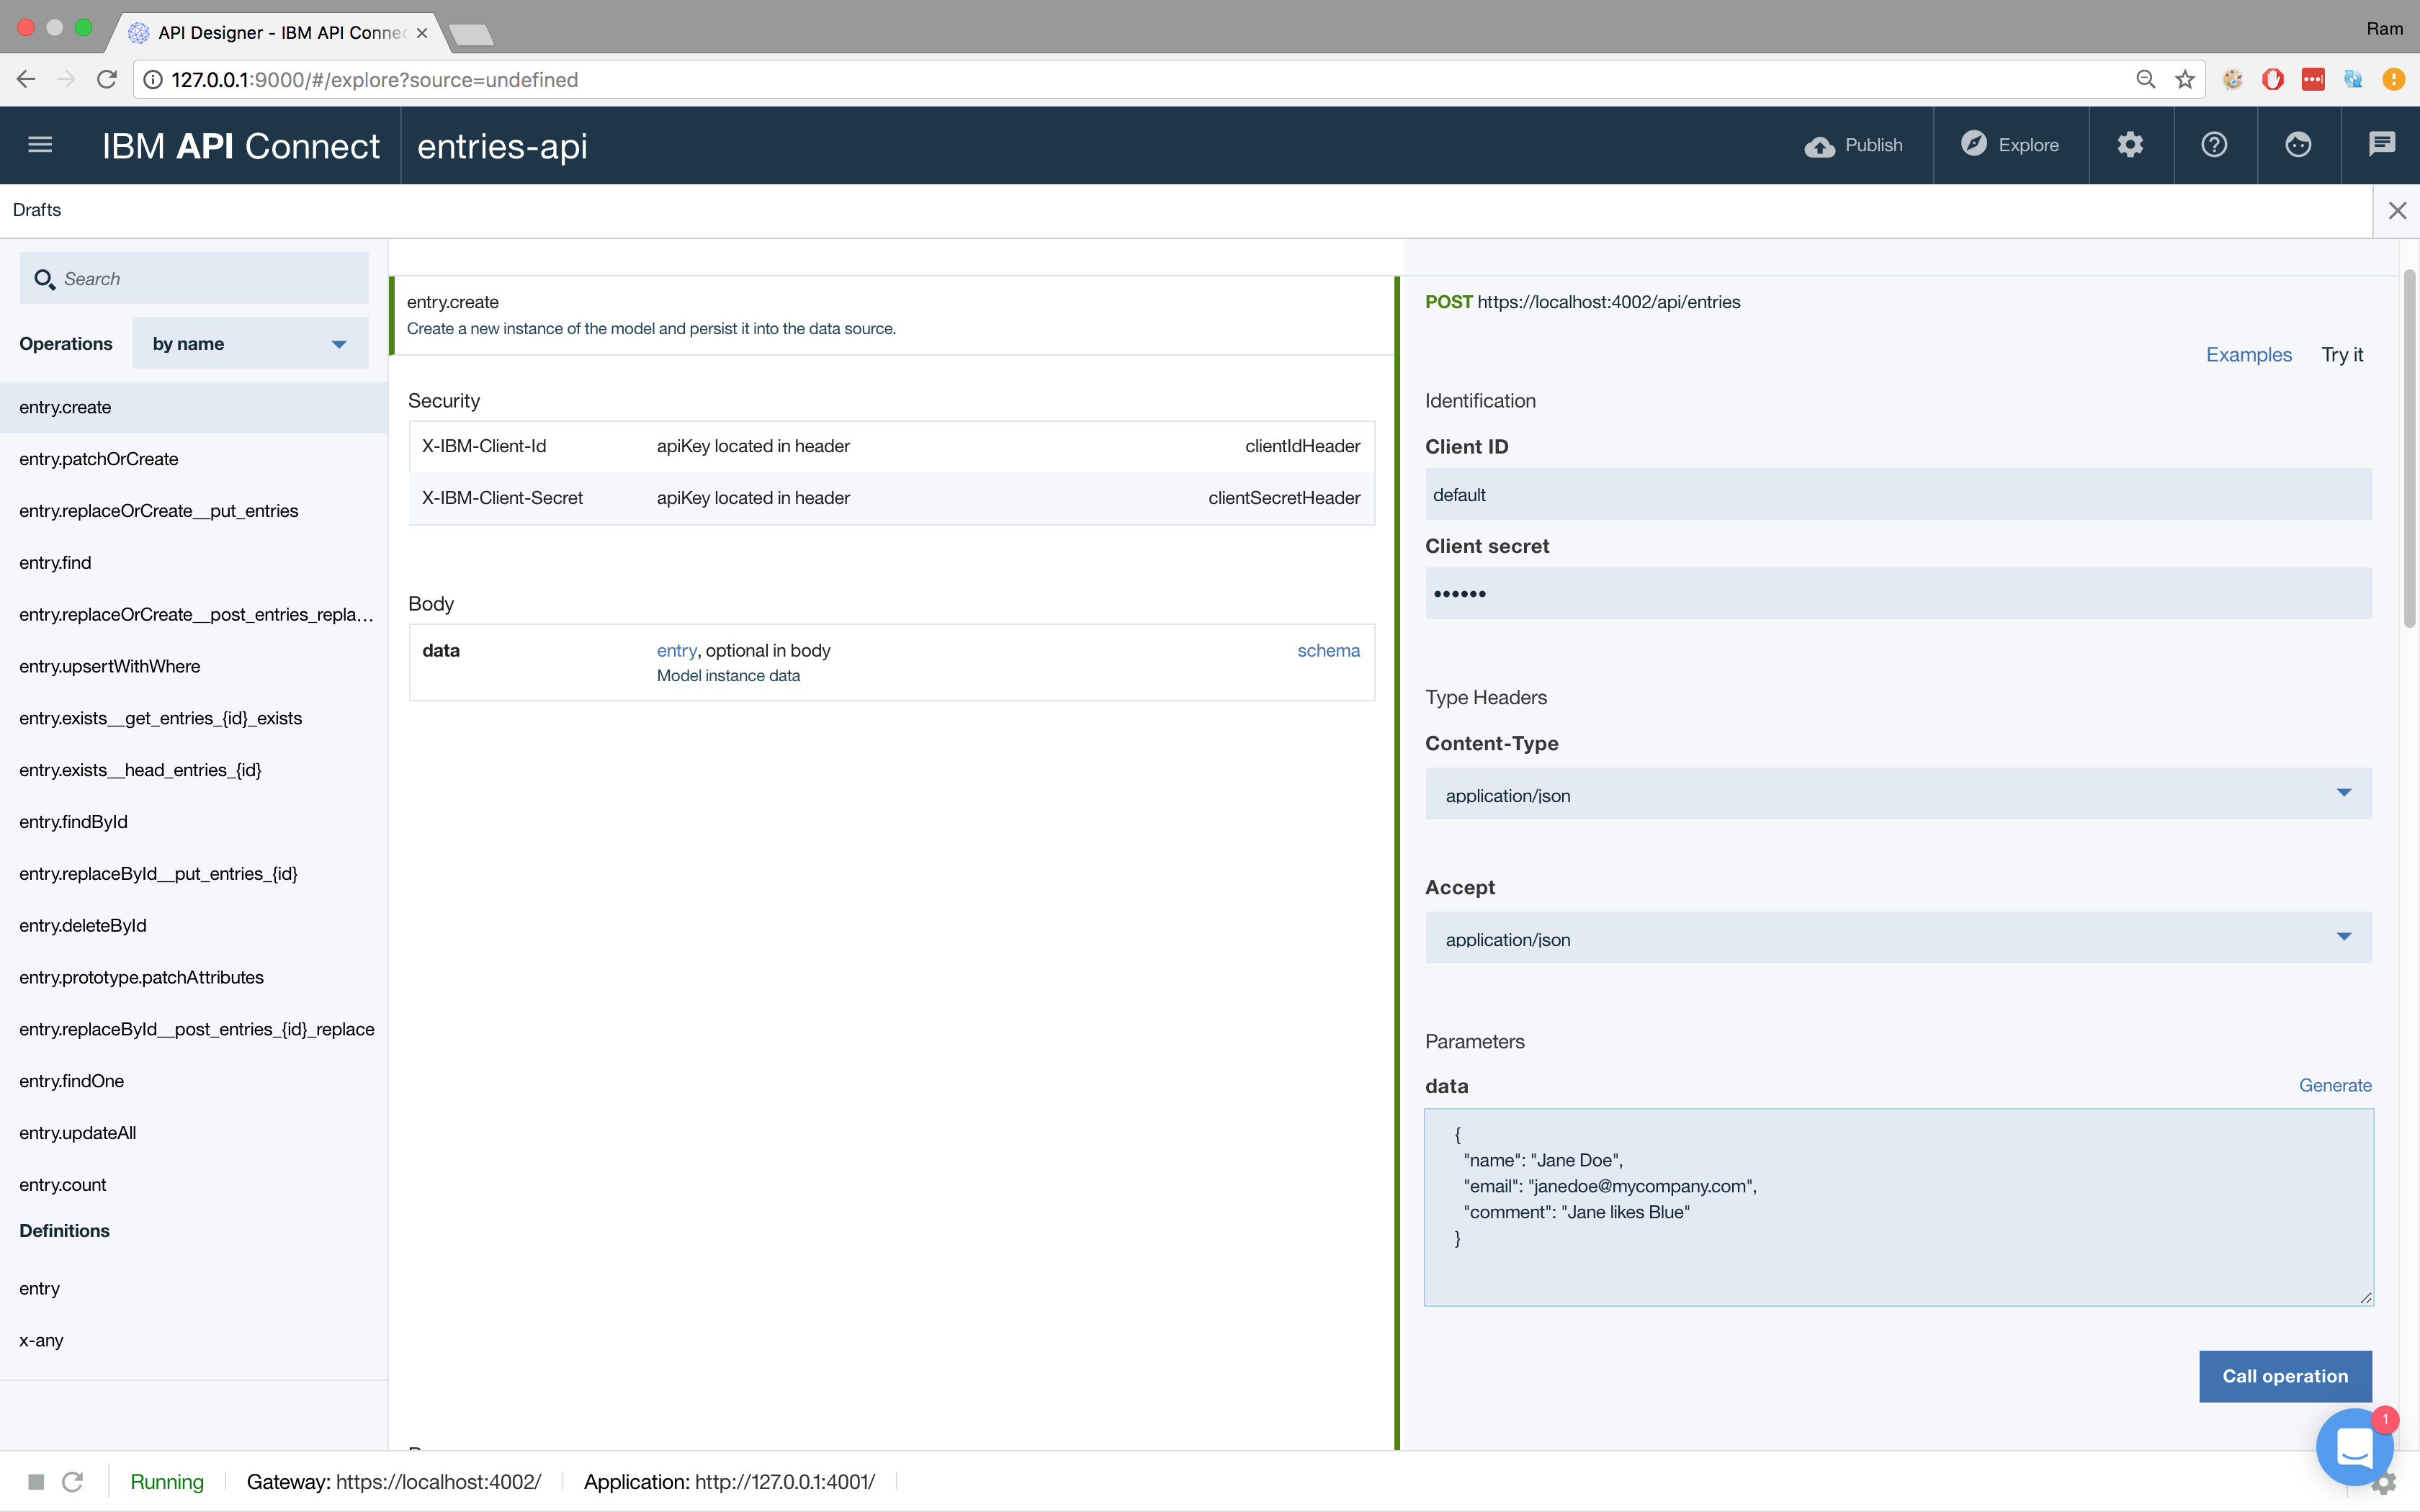 API Designer - IBM API Connec
Ram
127.0.0.1:9000/#/explore?source=undefined
IBM API Connect
entries-api
Publish
Explore
Drafts
Search
Operations
by name
entry.create
entry.patchOrCreate
entry.replaceOrCreate__put_entries
entry.find
entry.replaceOrCreate__post_entries_repla...
entry.upsertWithWhere
entry.exists__get_entries_{id}_exists
entry.exists__head_entries_{id}
entry.findById
entry.replaceById__put_entries_{id}
entry.deleteById
entry.prototype.patchAttributes
entry.replaceById__post_entries_{id}_replace
entry.findOne
entry.updateAll
entry.count
Definitions
entry
x-any
entry.create
Create a new instance of the model and persist it into the data source.
Security
X-IBM-Client-Id apiKey located in header clientIdHeader
X-IBM-Client-Secret apiKey located in header clientSecretHeader
Body
data entry, optional in body schema
Model instance data
POST https://localhost:4002/api/entries
Examples Try it
Identification
Client ID
default
Client secret
••••••
Type Headers
Content-Type
application/json
Accept
application/json
Parameters
data Generate
{
"name": "Jane Doe",
"email": "janedoe@mycompany.com",
"comment": "Jane likes Blue"
}
Call operation
1
Running
Gateway: https://localhost:4002/
Application: http://127.0.0.1:4001/